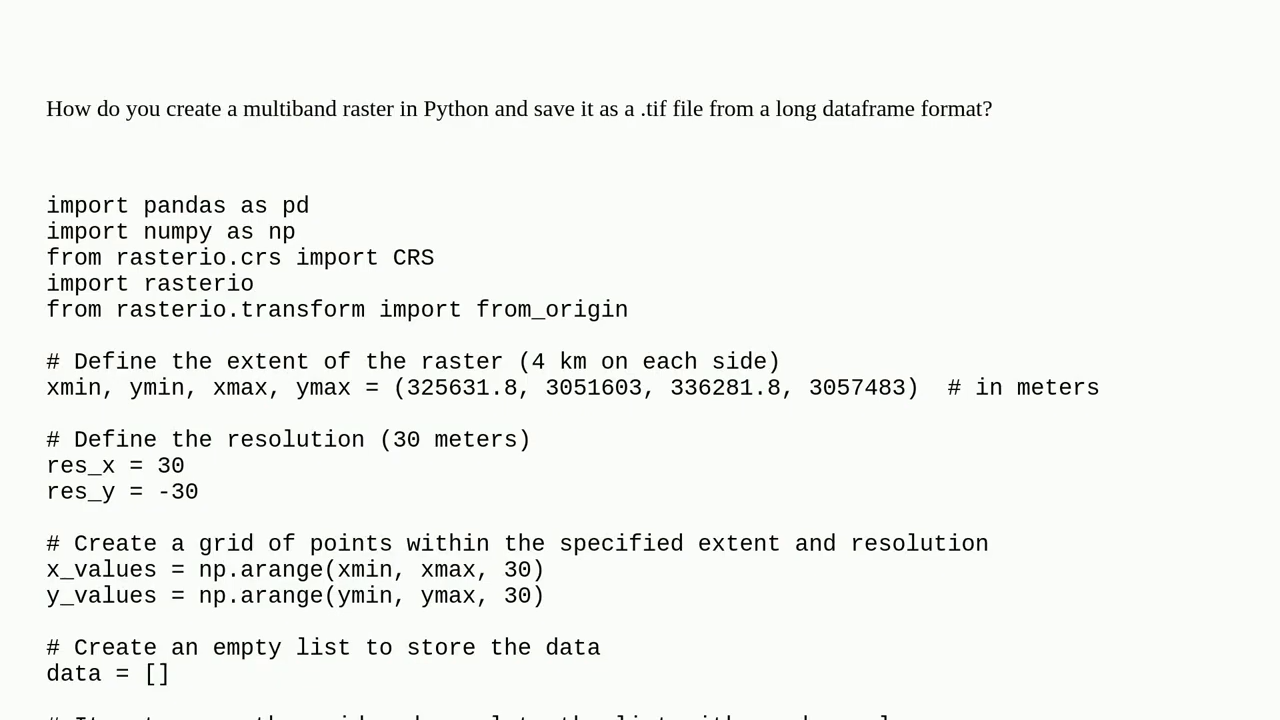 How do you create a multiband raster in Python and save it as a .tif file from a long dataframe format?
import pandas as pd
import numpy as np
from rasterio.crs import CRS
import rasterio
from rasterio.transform import from_origin
# Define the extent of the raster (4 km on each side)
xmin, ymin, xmax, ymax = (325631.8, 3051603, 336281.8, 3057483)  # in meters
# Define the resolution (30 meters)
res_x = 30
res_y = -30
# Create a grid of points within the specified extent and resolution
x_values = np.arange(xmin, xmax, 30)
y_values = np.arange(ymin, ymax, 30)
# Create an empty list to store the data
data = []